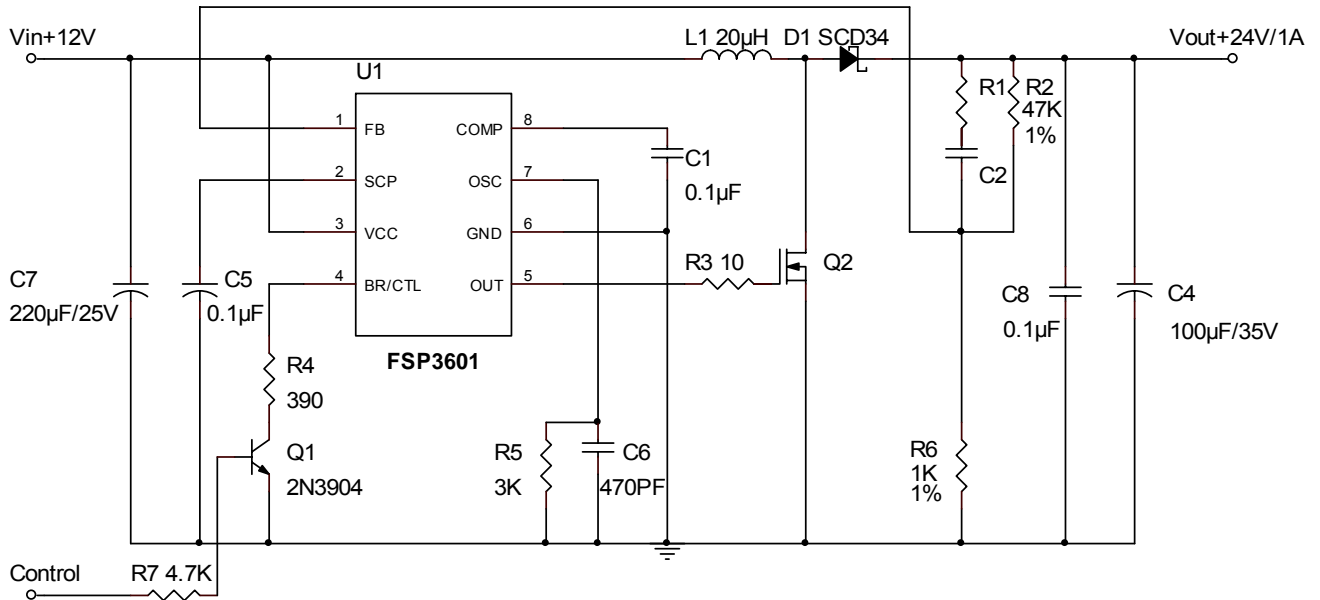 Vin+12V
L1 20µH
D1 SCD34
Vout+24V/1A
U1
R1
R2
47K
1%
1
FB
COMP
8
C1
0.1µF
C2
2
SCP
OSC
7
3
VCC
GND
6
4
BR/CTL
OUT
5
R3 10
Q2
C7
220µF/25V
C5
0.1µF
C8
0.1µF
C4
100µF/35V
FSP3601
R4
390
Q1
2N3904
R5
3K
C6
470PF
R6
1K
1%
Control
R7 4.7K